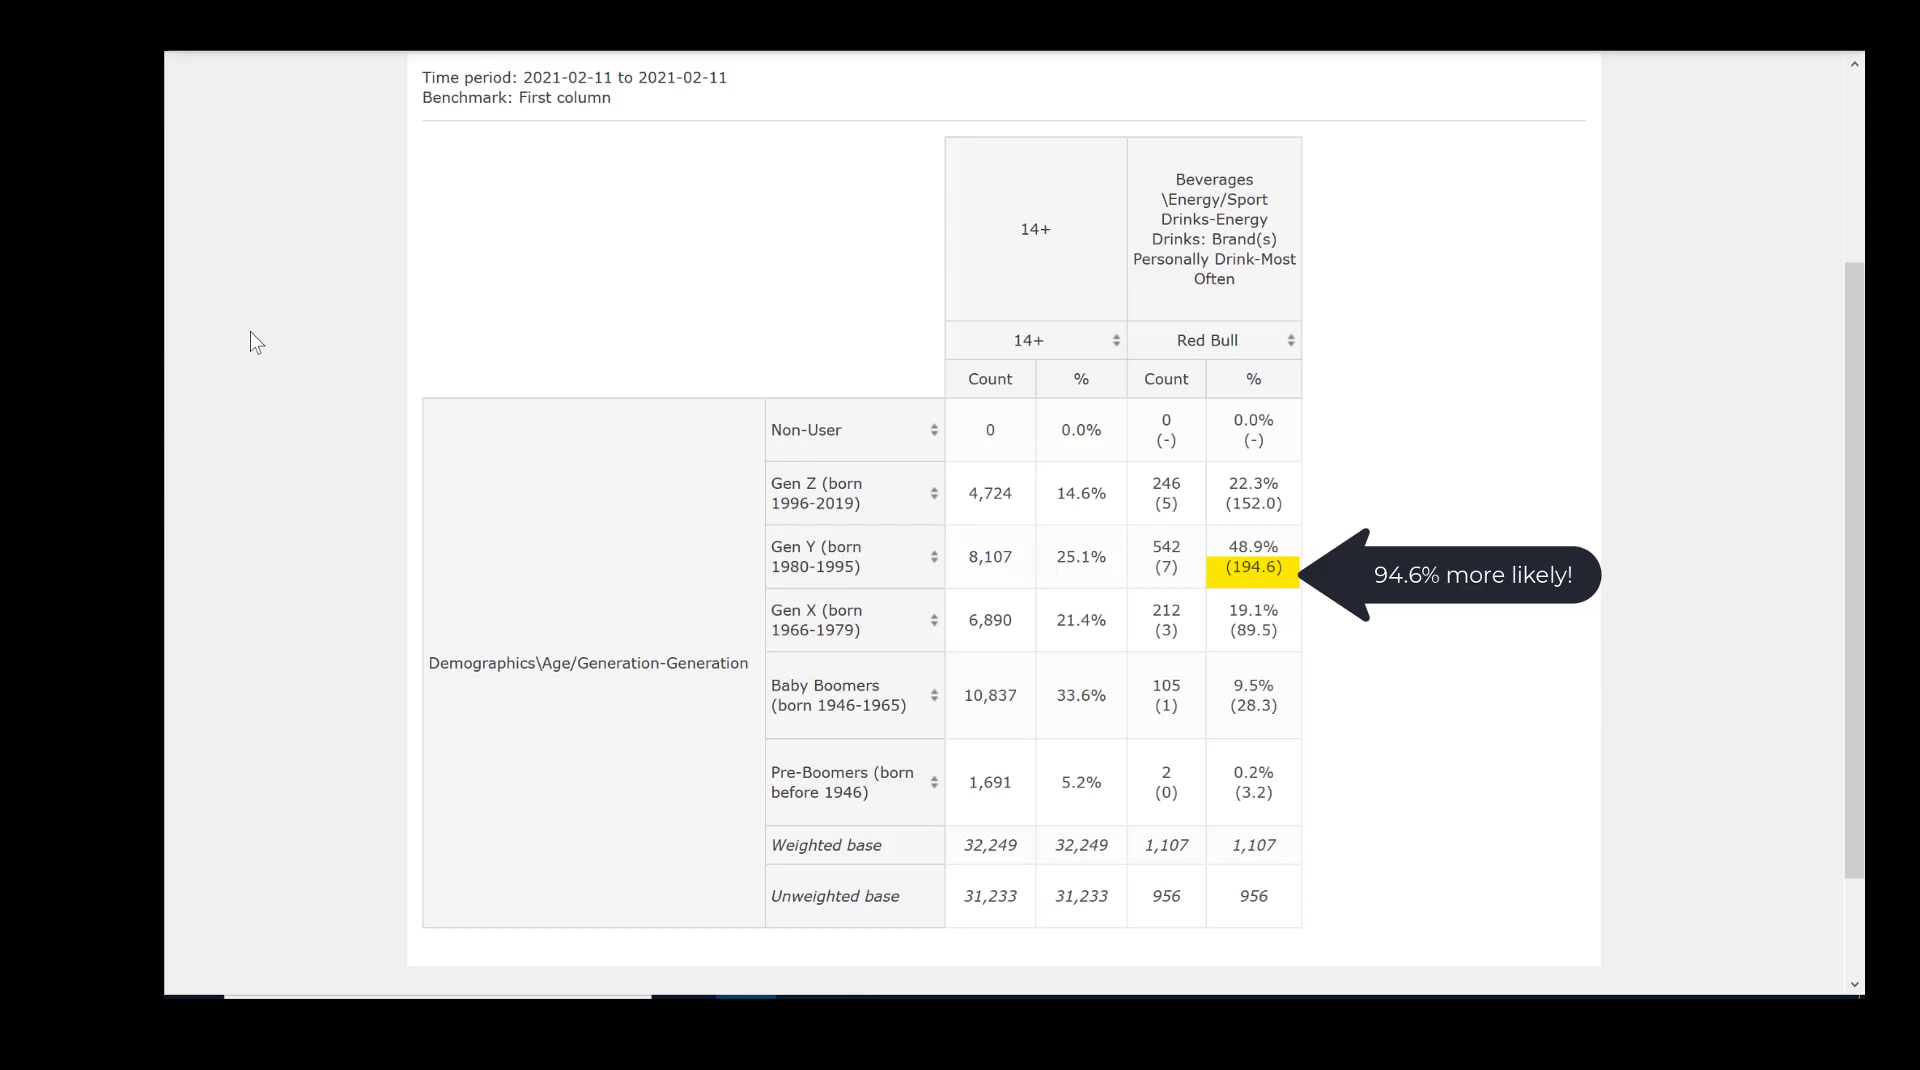 Time period: 2021-02-11 to 2021-02-11
Benchmark: First column
14+
Beverages
\Energy/Sport
Drinks-Energy
Drinks: Brand(s)
Personally Drink-Most
Often
14+ Red Bull
Count % Count %
Demographics\Age/Generation-Generation
Non-User 0 0.0% 0 0.0%
(-) (-)
Gen Z (born 246 22.3%
4,724 14.6%
1996-2019) (5) (152.0)
Gen Y (born 542 48.9%
8,107 25.1%
1980-1995) (7) (194.6)
94.6% more likely!
Gen X (born 212 19.1%
6,890 21.4%
1966-1979) (3) (89.5)
Baby Boomers 105 9.5%
10,837 33.6%
(born 1946-1965) (1) (28.3)
Pre-Boomers (born 2 0.2%
1,691 5.2%
before 1946) (0) (3.2)
Weighted base 32,249 32,249 1,107 1,107
Unweighted base 31,233 31,233 956 956